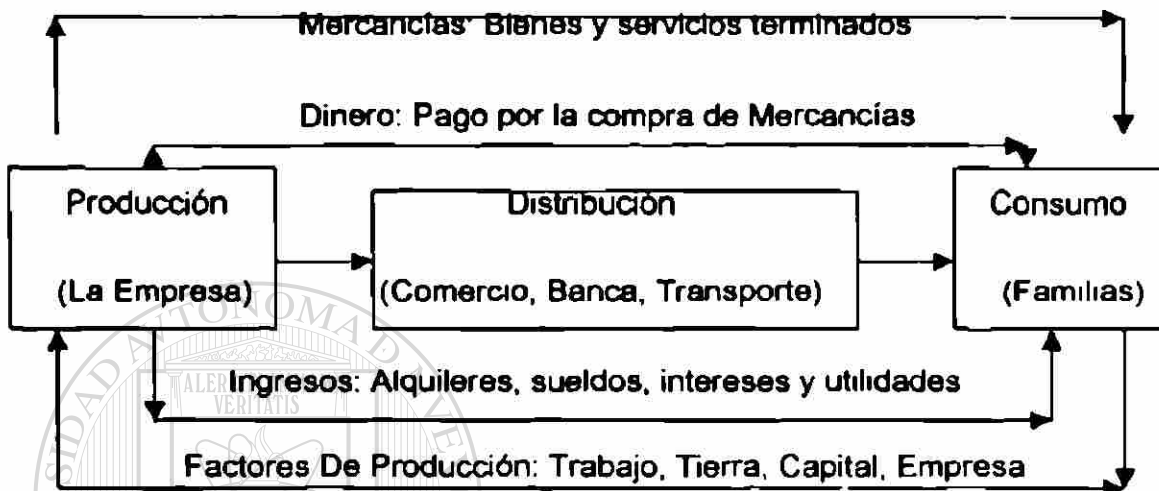 Mercancías: Bienes y servicios terminados
Dinero: Pago por la compra de Mercancías
Producción
Distribución
Consumo
(La Empresa)
(Comercio, Banca, Transporte)
(Familias)
Ingresos: Alquileres, sueldos, intereses y utilidades
Factores De Producción: Trabajo, Tierra, Capital, Empresa
VERITATIS